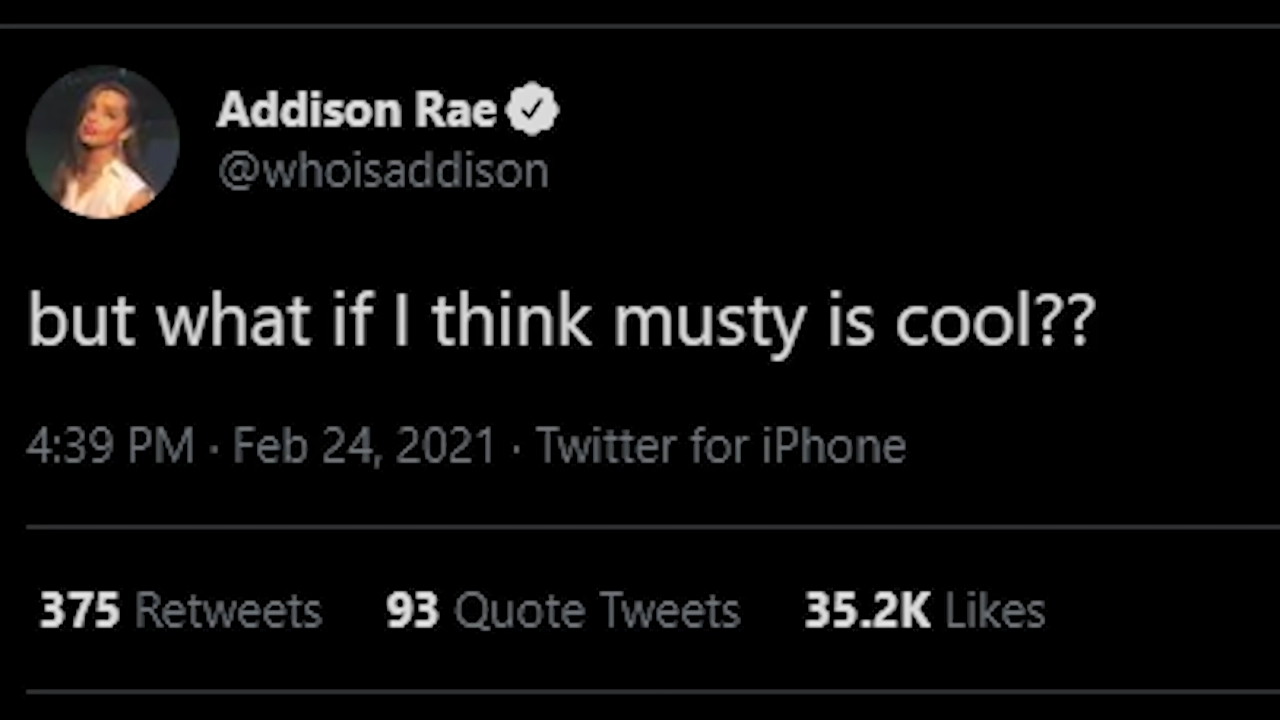 Addison Rae
@whoisaddison
but what if I think musty is cool??
4:39 PM · Feb 24, 2021 · Twitter for iPhone
375 Retweets 93 Quote Tweets 35.2K Likes